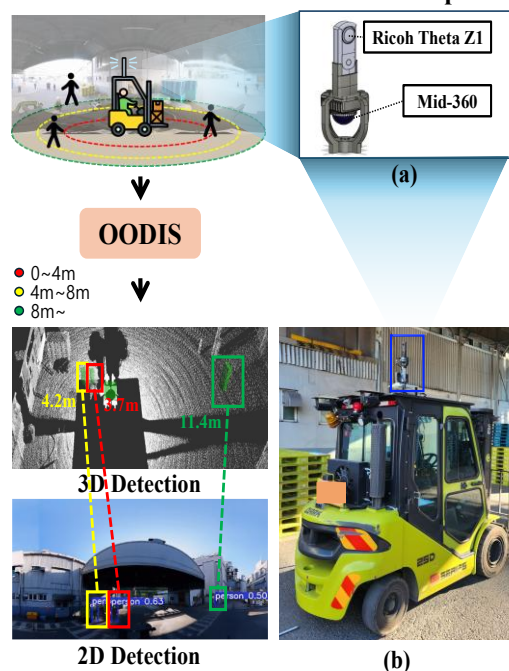 Ricoh Theta Z1
Mid-360
(a)
OODIS
0~4m
4m~8m
8m~
4.2m
3.7m
11.4m
3D Detection
person 0.63
person 0.50
2D Detection
25D
(b)